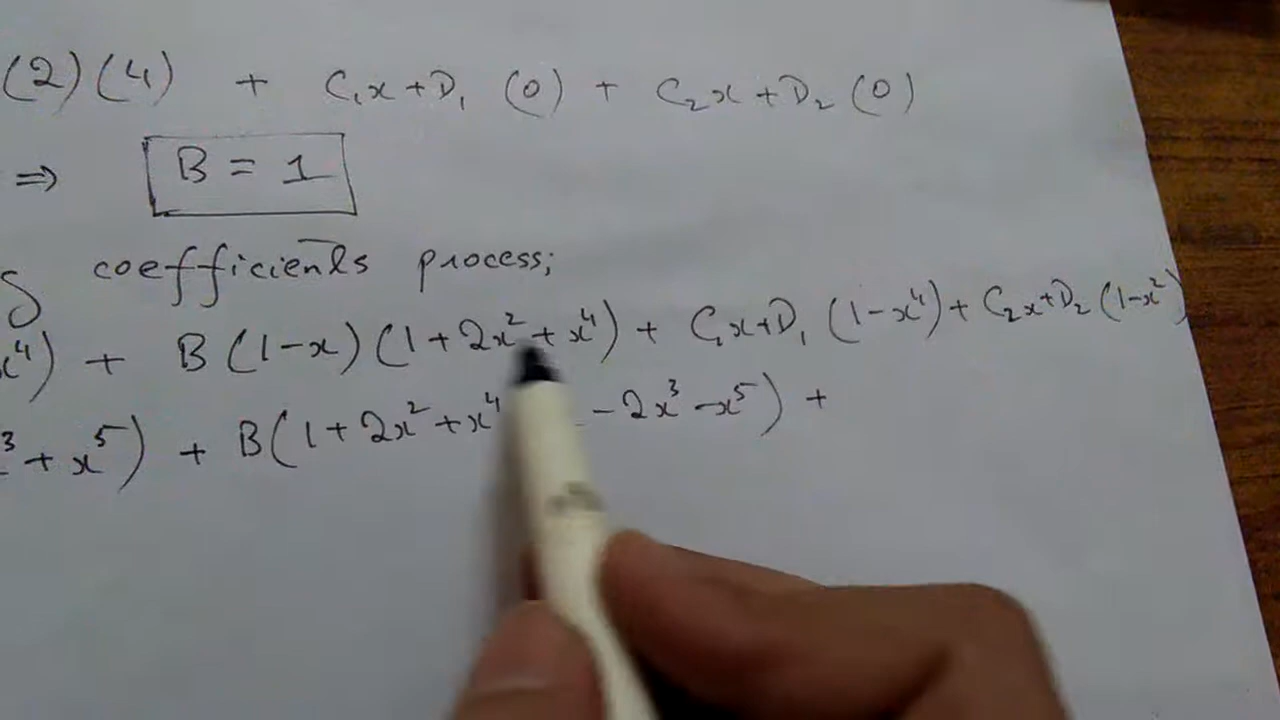 (2)(4) + C₁x+D₁ (0) + C₂x+D₂(0)
⇒ B = 1
g coefficients process;
x⁴) + B(1-x)(1+2x²+x⁴) + C₁x+D₁(1-x⁴)+C₂x+D₂(1-x²)
³+x⁵) + B(1+2x²+x⁴ -2x³-x⁵) +